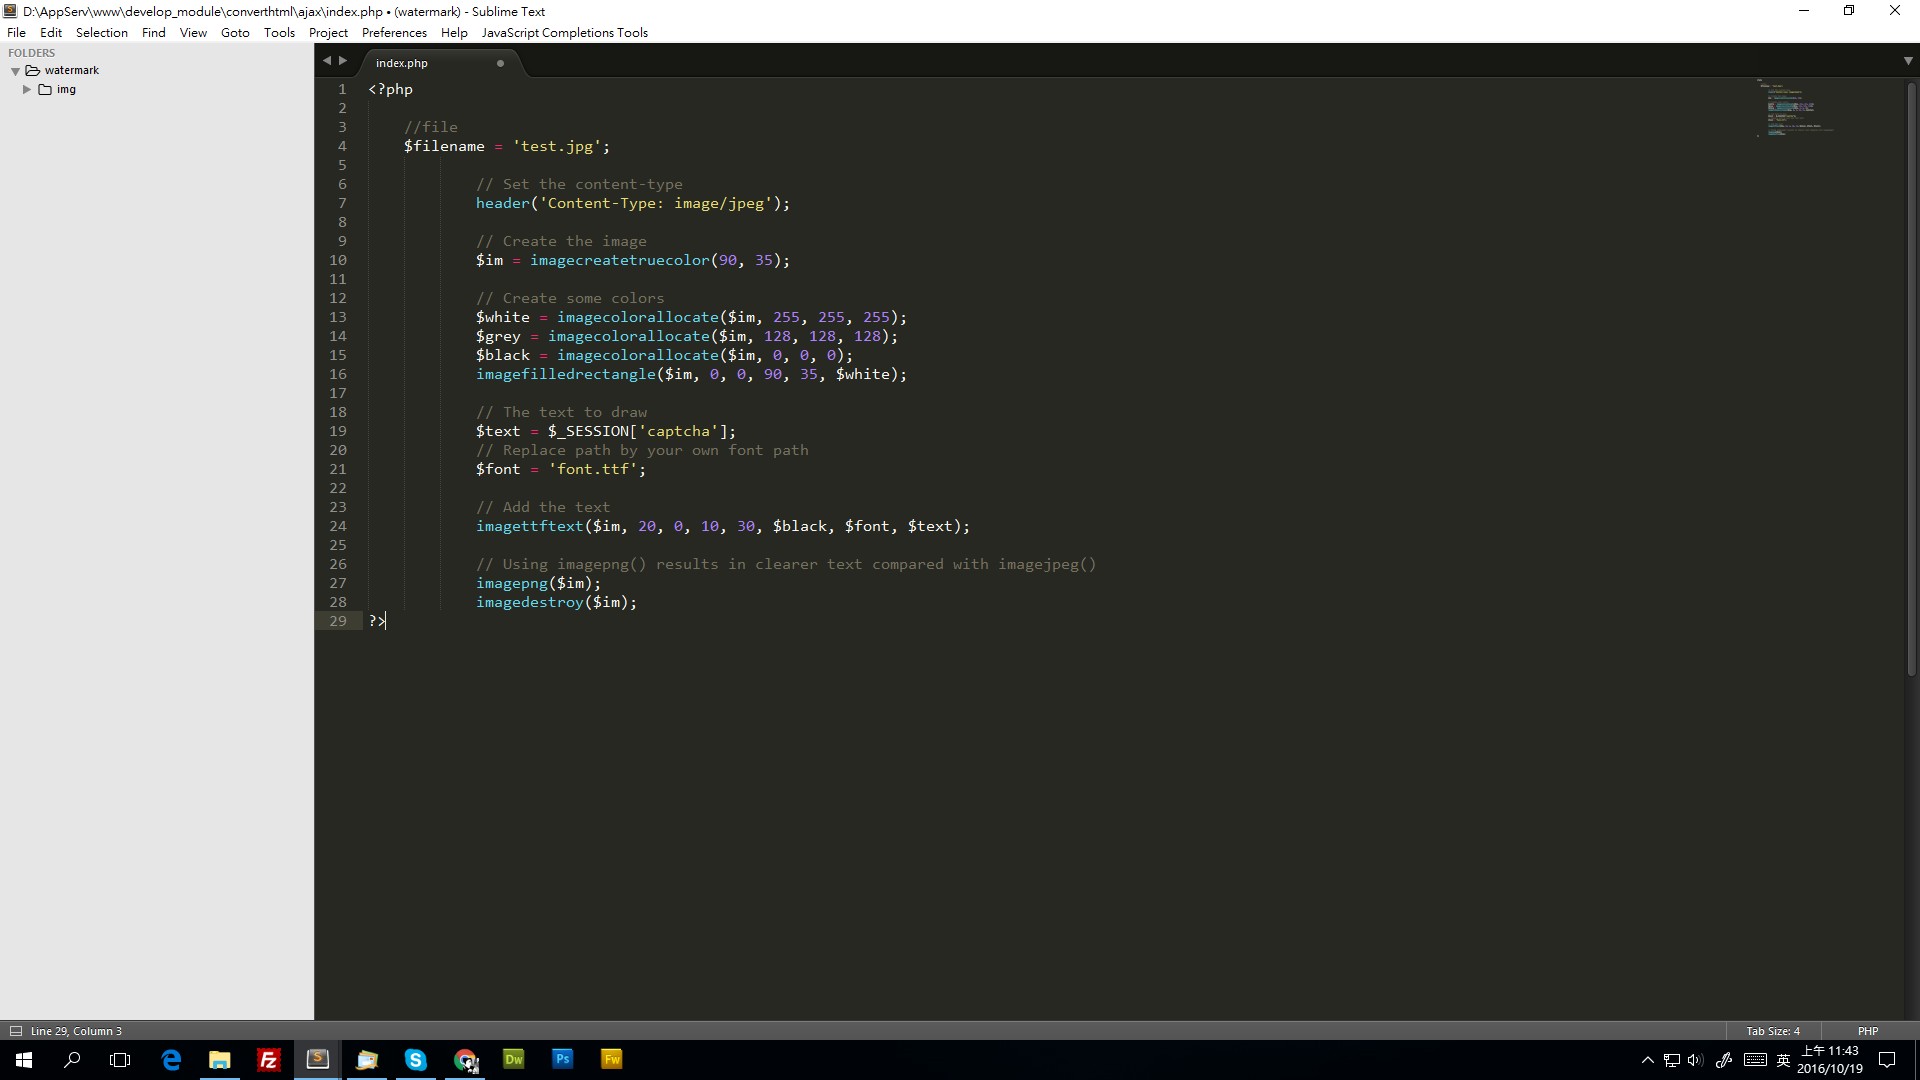 D:\AppServ\www\develop_module\converthtml\ajax\index.php • (watermark) - Sublime Text
File Edit Selection Find View Goto Tools Project Preferences Help JavaScript Completions Tools
FOLDERS
watermark
img
index.php
1 <?php
2
3 //file
4 $filename = 'test.jpg';
5
6 // Set the content-type
7 header('Content-Type: image/jpeg');
8
9 // Create the image
10 $im = imagecreatetruecolor(90, 35);
11
12 // Create some colors
13 $white = imagecolorallocate($im, 255, 255, 255);
14 $grey = imagecolorallocate($im, 128, 128, 128);
15 $black = imagecolorallocate($im, 0, 0, 0);
16 imagefilledrectangle($im, 0, 0, 90, 35, $white);
17
18 // The text to draw
19 $text = $_SESSION['captcha'];
20 // Replace path by your own font path
21 $font = 'font.ttf';
22
23 // Add the text
24 imagettftext($im, 20, 0, 10, 30, $black, $font, $text);
25
26 // Using imagepng() results in clearer text compared with imagejpeg()
27 imagepng($im);
28 imagedestroy($im);
29 ?>
Line 29, Column 3
Tab Size: 4
PHP
Fz
S
S
Dw
Ps
Fw
英
上午 11:43
2016/10/19